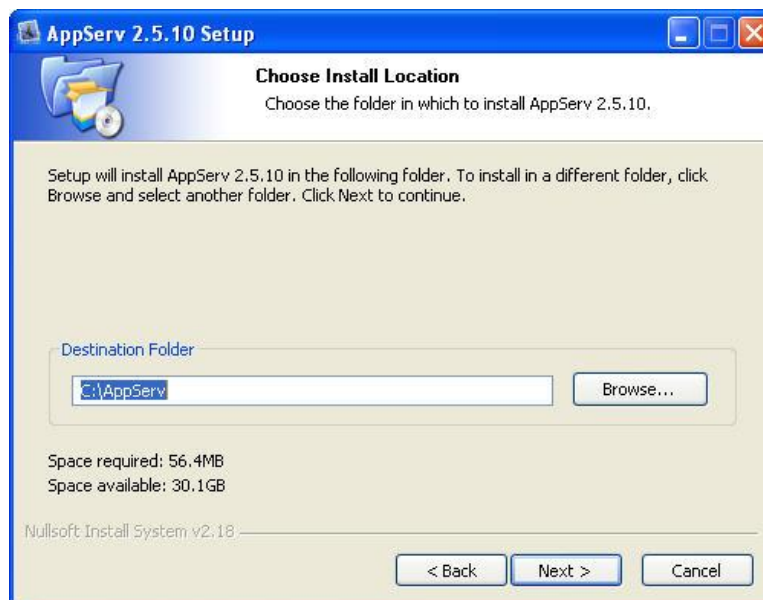 AppServ 2.5.10 Setup
Choose Install Location
Choose the folder in which to install AppServ 2.5.10.
Setup will install AppServ 2.5.10 in the following folder. To install in a different folder, click
Browse and select another folder. Click Next to continue.
Destination Folder
C:\AppServ
Browse...
Space required: 56.4MB
Space available: 30.1GB
Nullsoft Install System v2.18
< Back
Next >
Cancel